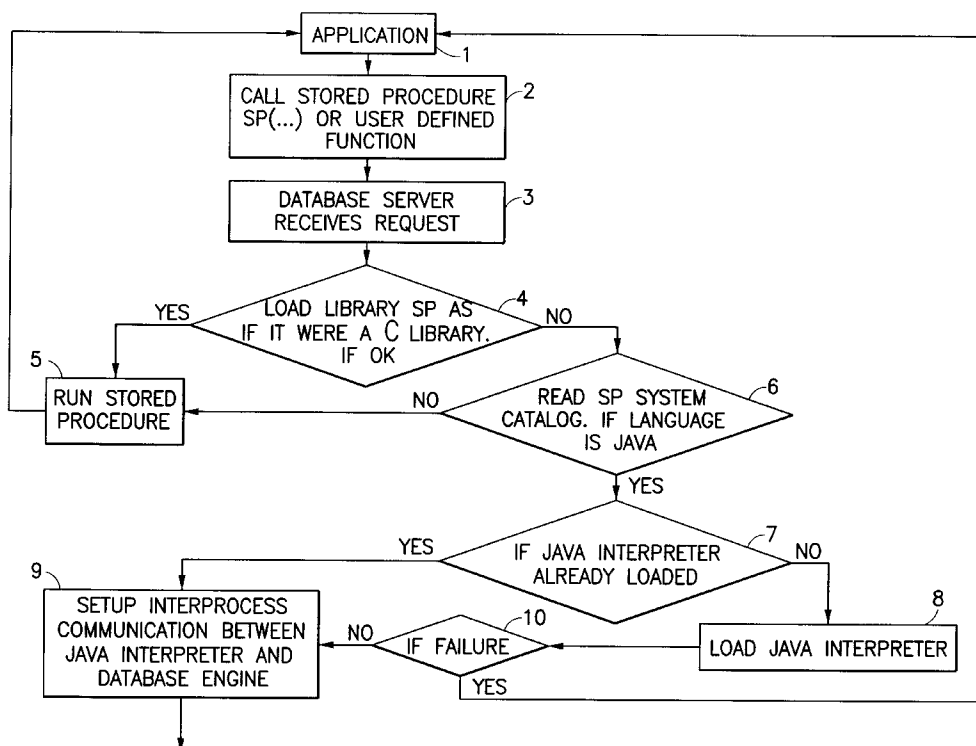 APPLICATION
1
CALL STORED PROCEDURE
SP(...) OR USER DEFINED
FUNCTION
2
DATABASE SERVER
RECEIVES REQUEST
3
LOAD LIBRARY SP AS
IF IT WERE A C LIBRARY.
IF OK
4
YES
NO
5
RUN STORED
PROCEDURE
NO
READ SP SYSTEM
CATALOG. IF LANGUAGE
IS JAVA
6
YES
IF JAVA INTERPRETER
ALREADY LOADED
7
YES
NO
9
SETUP INTERPROCESS
COMMUNICATION BETWEEN
JAVA INTERPRETER AND
DATABASE ENGINE
NO
IF FAILURE
10
YES
LOAD JAVA INTERPRETER
8